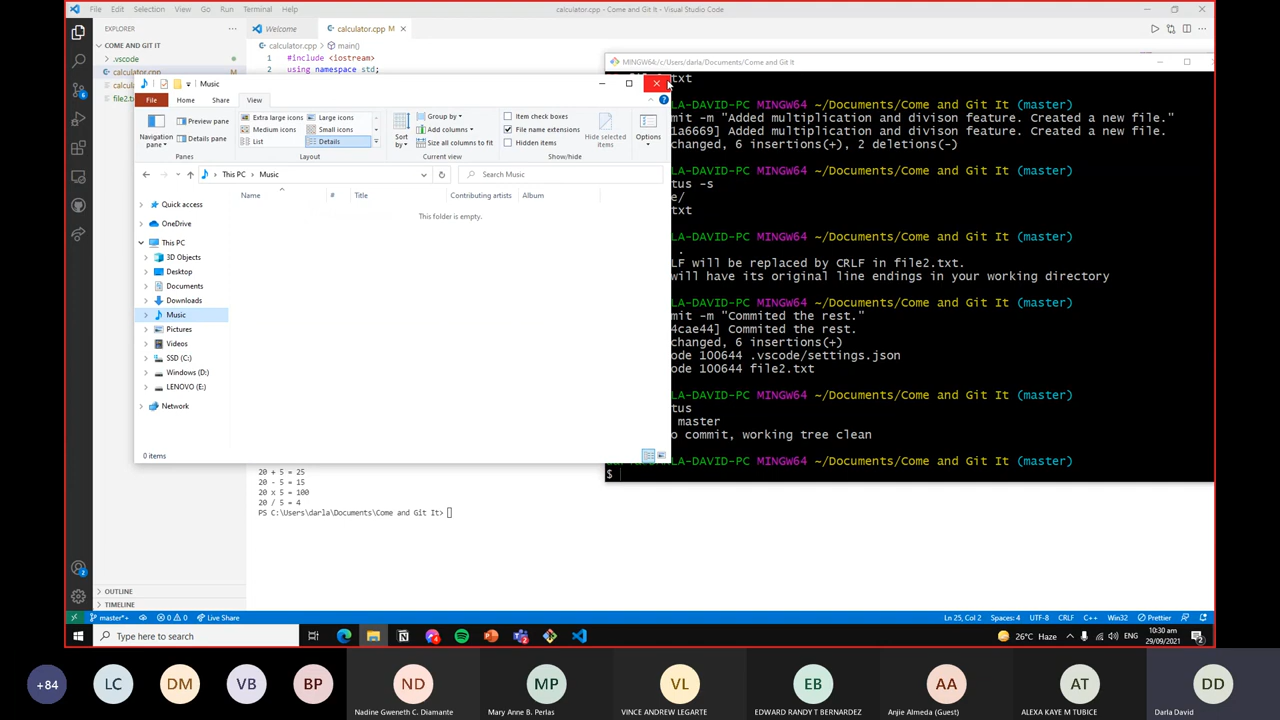 File Edit Selection View Go Run Terminal Help
calculator.cpp - Come and Git It - Visual Studio Code
EXPLORER
COME AND GIT IT
.vscode
calculator.cpp M
file2.tx
Welcome
calculator.cpp M
calculator.cpp > main()
1 #include <iostream>
2 using namespace std;
Music
File Home Share View
Navigation pane
Preview pane
Details pane
Panes
Extra large icons Large icons
Medium icons Small icons
List Details
Layout
Sort by
Group by
Add columns
Size all columns to fit
Current view
Item check boxes
File name extensions
Hidden items
Hide selected items
Show/hide
Options
This PC > Music
Search Music
Name # Title Contributing artists Album
This folder is empty.
Quick access
OneDrive
This PC
3D Objects
Desktop
Documents
Downloads
Music
Pictures
Videos
SSD (C:)
Windows (D:)
LENOVO (E:)
Network
0 items
MINGW64:/c/Users/darla/Documents/Come and Git It
txt
LA-DAVID-PC MINGW64 ~/Documents/Come and Git It (master)
mit -m "Added multiplication and divison feature. Created a new file."
1a6669] Added multiplication and divison feature. Created a new file.
changed, 6 insertions(+), 2 deletions(-)
LA-DAVID-PC MINGW64 ~/Documents/Come and Git It (master)
tus -s
e/
txt
LA-DAVID-PC MINGW64 ~/Documents/Come and Git It (master)
.
LF will be replaced by CRLF in file2.txt.
will have its original line endings in your working directory
LA-DAVID-PC MINGW64 ~/Documents/Come and Git It (master)
mit -m "Commited the rest."
4cae44] Commited the rest.
changed, 6 insertions(+)
ode 100644 .vscode/settings.json
ode 100644 file2.txt
LA-DAVID-PC MINGW64 ~/Documents/Come and Git It (master)
tus
master
o commit, working tree clean
LA-DAVID-PC MINGW64 ~/Documents/Come and Git It (master)
$
20 + 5 = 25
20 - 5 = 15
20 x 5 = 100
20 / 5 = 4
PS C:\Users\darla\Documents\Come and Git It>
OUTLINE
TIMELINE
master*+ 0 0 Live Share
Ln 25, Col 2 Spaces: 4 UTF-8 CRLF C++ Win32 Prettier
Type here to search
26°C Haze
ENG
10:30 am
29/09/2021
+84
LC
DM
VB
BP
ND
Nadine Gweneth C. Diamante
MP
Mary Anne B. Perlas
VL
VINCE ANDREW LEGARTE
EB
EDWARD RANDY T BERNARDEZ
AA
Anjie Almeda (Guest)
AT
ALEXA KAYE M TUBICE
DD
Darla David